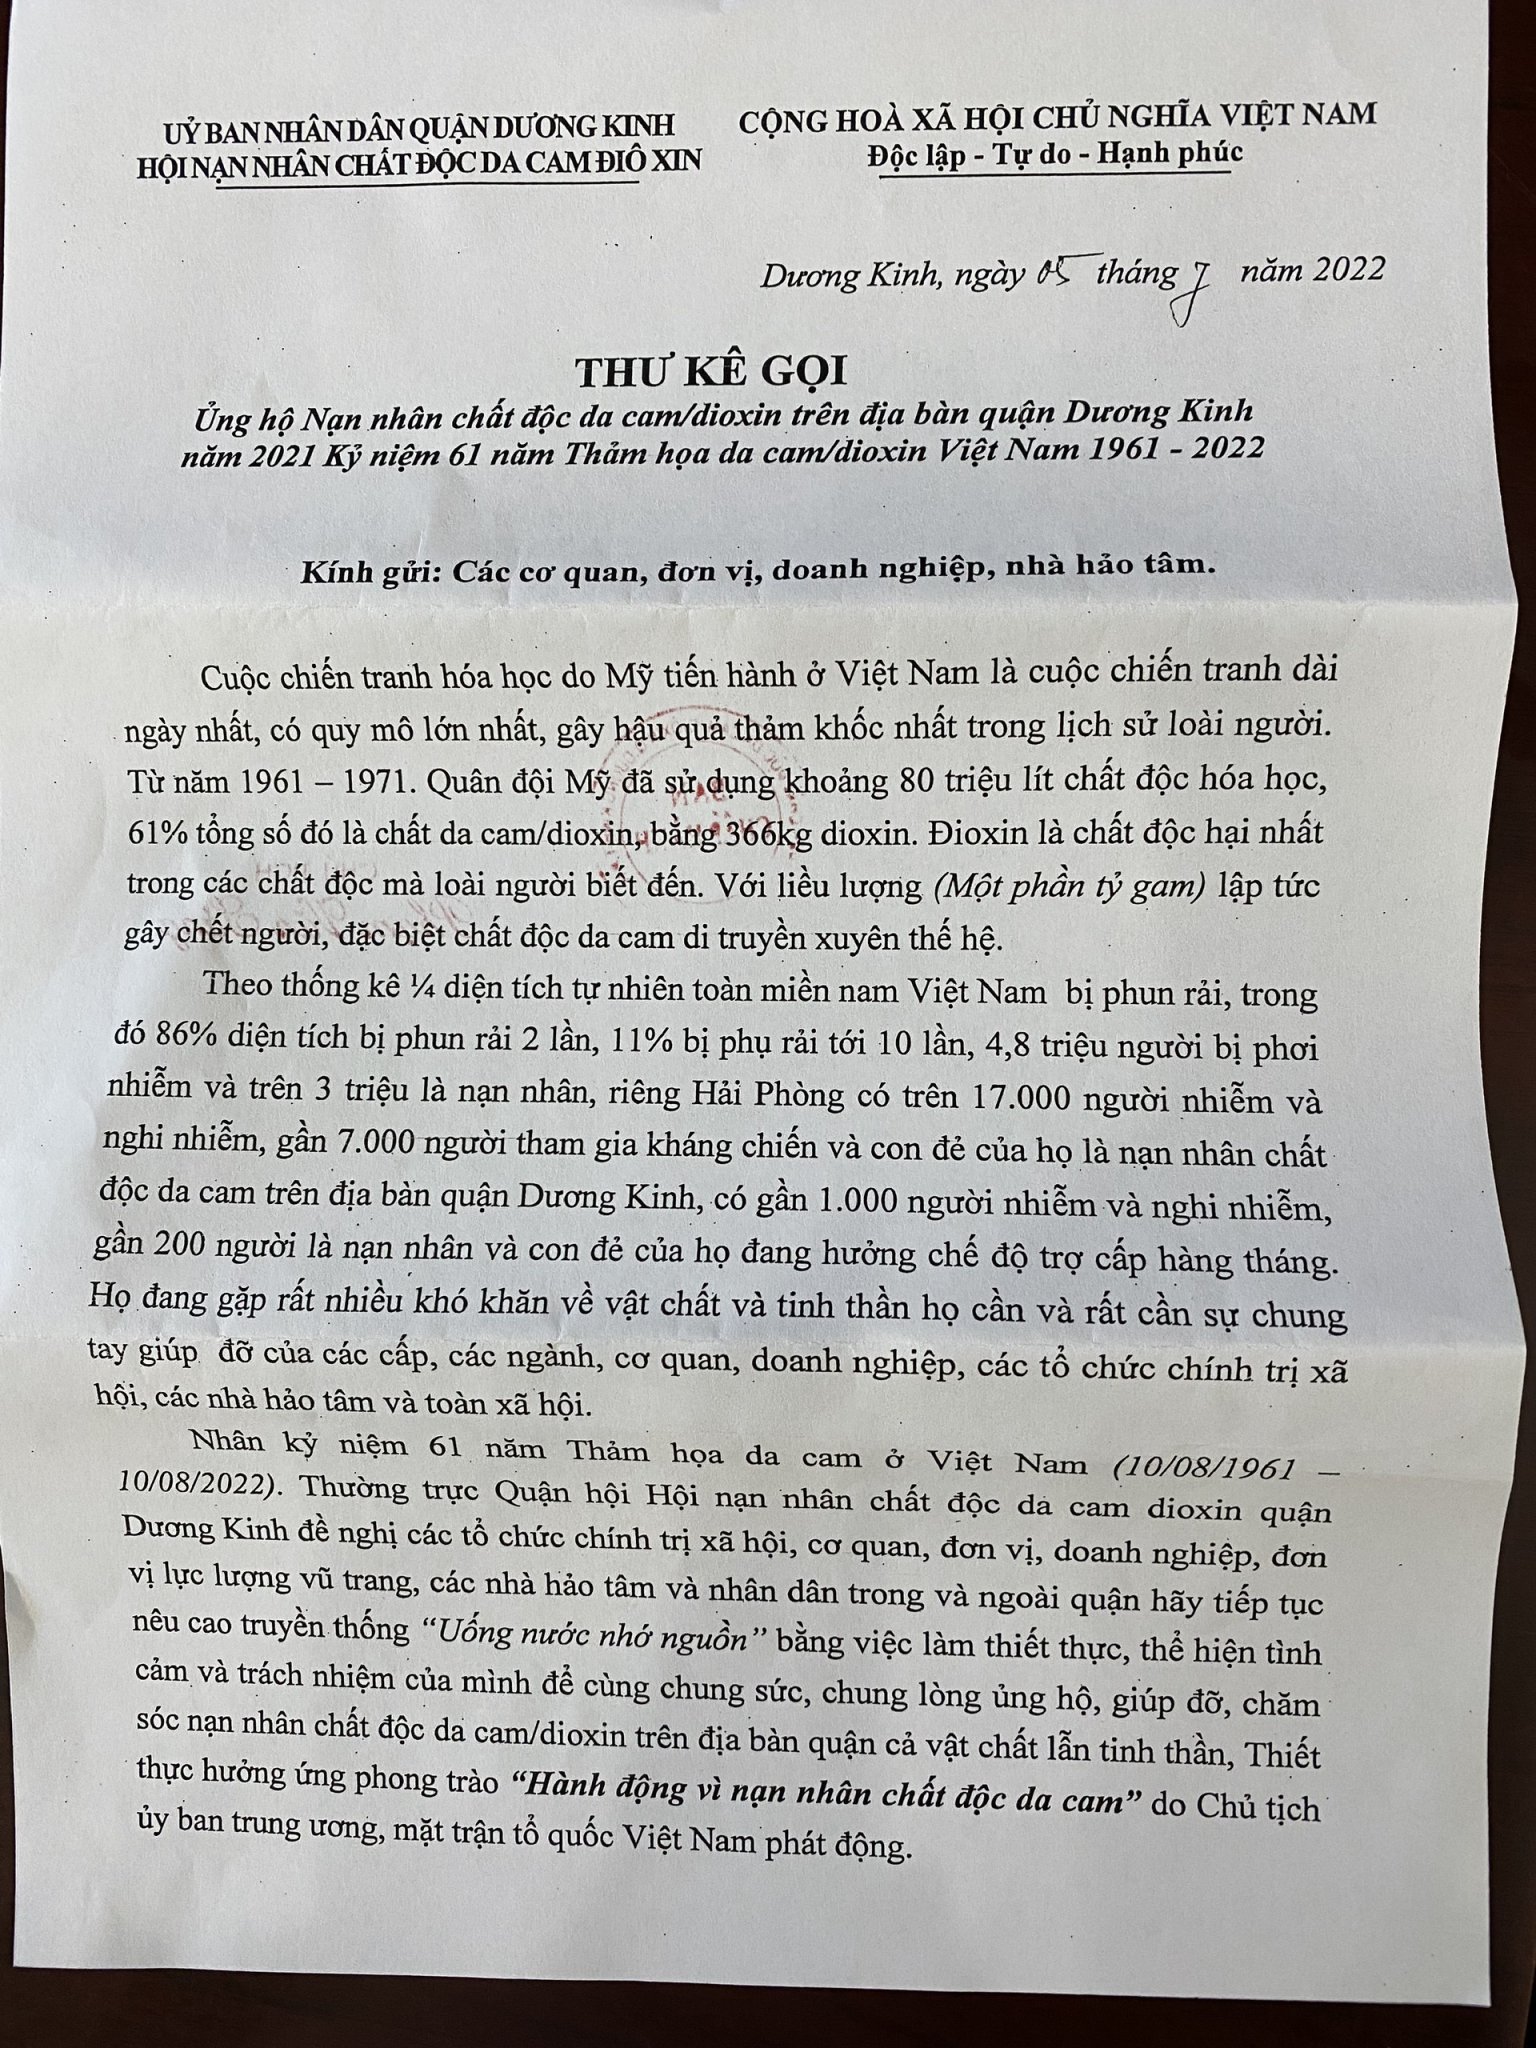 UỶ BAN NHÂN DÂN QUẬN DƯƠNG KINH
HỘI NẠN NHÂN CHẤT ĐỘC DA CAM ĐIÔ XIN
CỘNG HOÀ XÃ HỘI CHỦ NGHĨA VIỆT NAM
Độc lập - Tự do - Hạnh phúc
Dương Kinh, ngày 05 tháng 7 năm 2022
THƯ KÊ GỌI
Ủng hộ Nạn nhân chất độc da cam/dioxin trên địa bàn quận Dương Kinh
năm 2021 Kỷ niệm 61 năm Thảm họa da cam/dioxin Việt Nam 1961 - 2022
Kính gửi: Các cơ quan, đơn vị, doanh nghiệp, nhà hảo tâm.
Cuộc chiến tranh hóa học do Mỹ tiến hành ở Việt Nam là cuộc chiến tranh dài
ngày nhất, có quy mô lớn nhất, gây hậu quả thảm khốc nhất trong lịch sử loài người.
Từ năm 1961 – 1971. Quân đội Mỹ đã sử dụng khoảng 80 triệu lít chất độc hóa học,
61% tổng số đó là chất da cam/dioxin, bằng 366kg dioxin. Đioxin là chất độc hại nhất
trong các chất độc mà loài người biết đến. Với liều lượng (Một phần tỷ gam) lập tức
gây chết người, đặc biệt chất độc da cam di truyền xuyên thế hệ.
Theo thống kê ¼ diện tích tự nhiên toàn miền nam Việt Nam bị phun rải, trong
đó 86% diện tích bị phun rải 2 lần, 11% bị phụ rải tới 10 lần, 4,8 triệu người bị phơi
nhiễm và trên 3 triệu là nạn nhân, riêng Hải Phòng có trên 17.000 người nhiễm và
nghi nhiễm, gần 7.000 người tham gia kháng chiến và con đẻ của họ là nạn nhân chất
độc da cam trên địa bàn quận Dương Kinh, có gần 1.000 người nhiễm và nghi nhiễm,
gần 200 người là nạn nhân và con đẻ của họ đang hưởng chế độ trợ cấp hàng tháng.
Họ đang gặp rất nhiều khó khăn về vật chất và tinh thần họ cần và rất cần sự chung
tay giúp đỡ của các cấp, các ngành, cơ quan, doanh nghiệp, các tổ chức chính trị xã
hội, các nhà hảo tâm và toàn xã hội.
Nhân kỷ niệm 61 năm Thảm họa da cam ở Việt Nam (10/08/1961 –
10/08/2022). Thường trực Quận hội Hội nạn nhân chất độc da cam dioxin quận
Dương Kinh đề nghị các tổ chức chính trị xã hội, cơ quan, đơn vị, doanh nghiệp, đơn
vị lực lượng vũ trang, các nhà hảo tâm và nhân dân trong và ngoài quận hãy tiếp tục
nêu cao truyền thống “Uống nước nhớ nguồn” bằng việc làm thiết thực, thể hiện tình
cảm và trách nhiệm của mình để cùng chung sức, chung lòng ủng hộ, giúp đỡ, chăm
sóc nạn nhân chất độc da cam/dioxin trên địa bàn quận cả vật chất lẫn tinh thần, Thiết
thực hưởng ứng phong trào “Hành động vì nạn nhân chất độc da cam” do Chủ tịch
ủy ban trung ương, mặt trận tổ quốc Việt Nam phát động.